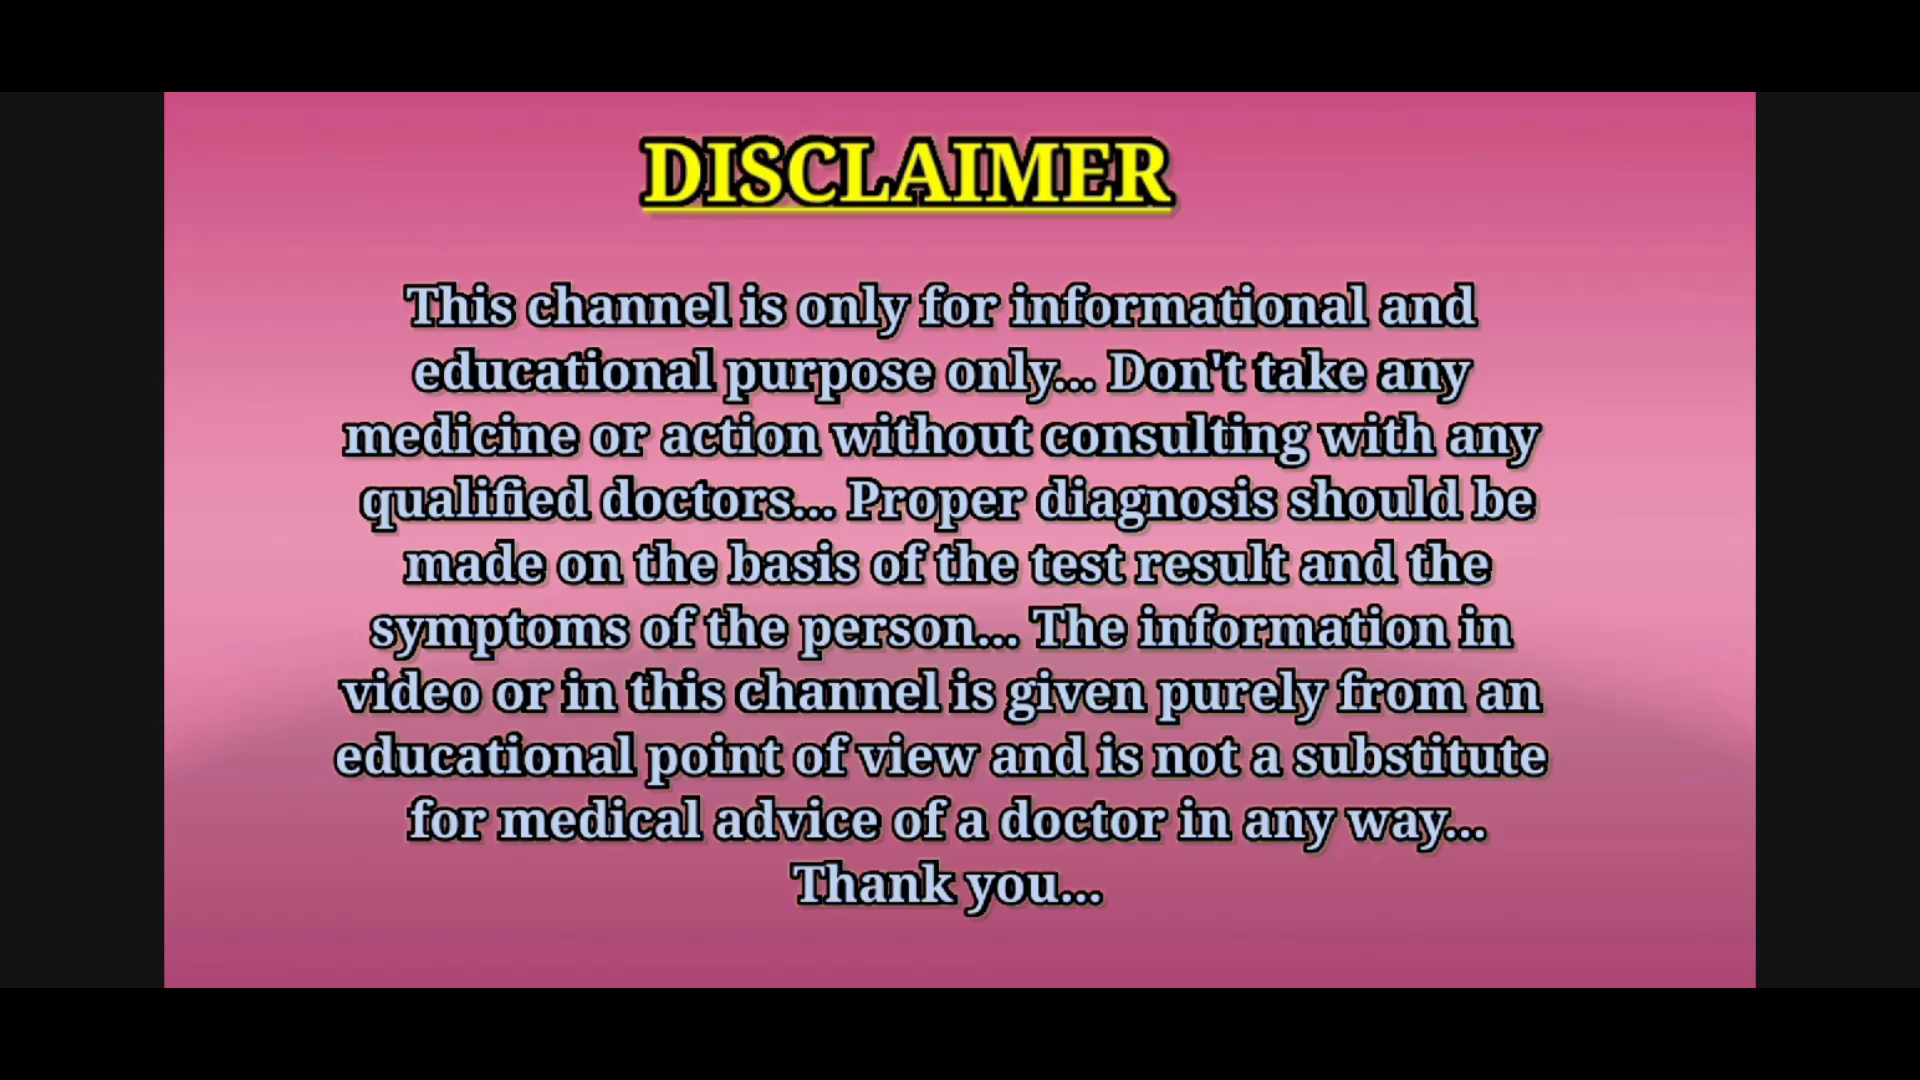 DISCLAIMER
This channel is only for informational and
educational purpose only... Don't take any
medicine or action without consulting with any
qualified doctors... Proper diagnosis should be
made on the basis of the test result and the
symptoms of the person... The information in
video or in this channel is given purely from an
educational point of view and is not a substitute
for medical advice of a doctor in any way...
Thank you...